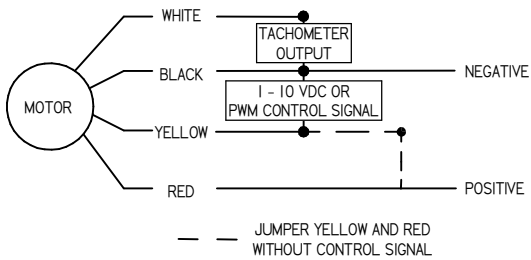 WHITE
TACHOMETER
OUTPUT
BLACK
NEGATIVE
1 - 10 VDC OR
PWM CONTROL SIGNAL
MOTOR
YELLOW
RED
POSITIVE
JUMPER YELLOW AND RED
WITHOUT CONTROL SIGNAL